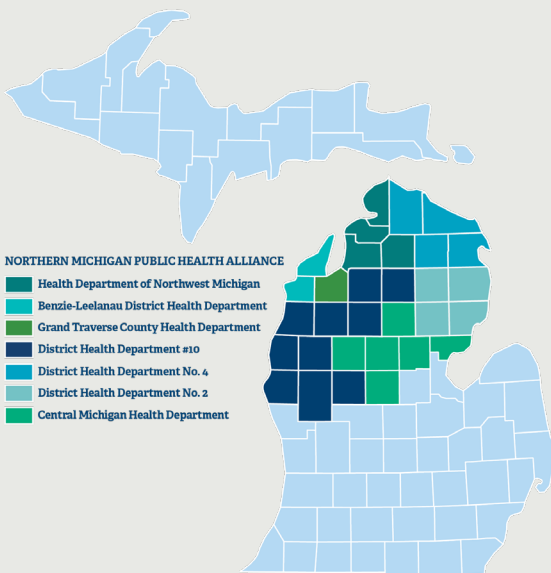 NORTHERN MICHIGAN PUBLIC HEALTH ALLIANCE
Health Department of Northwest Michigan
Benzie-Leelanau District Health Department
Grand Traverse County Health Department
District Health Department #10
District Health Department No. 4
District Health Department No. 2
Central Michigan Health Department